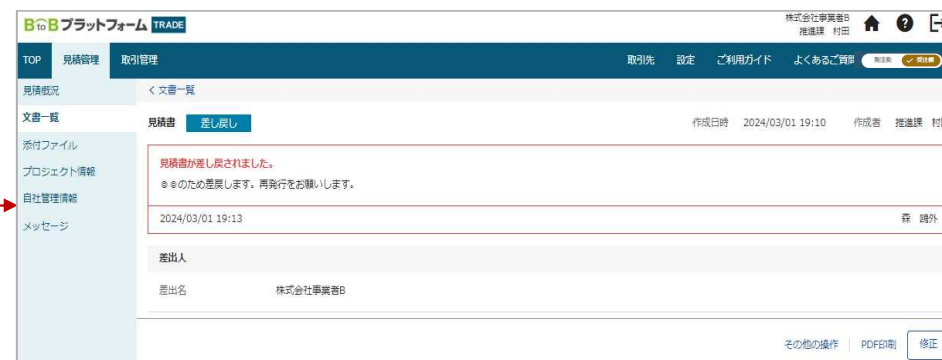 BtoBプラットフォーム TRADE
株式会社事業者B
推進課 村田
TOP 見積管理 取引管理 取引先 設定 ご利用ガイド よくあるご質問 発注側 受注側
見積概況
文書一覧
添付ファイル
プロジェクト情報
自社管理情報
メッセージ
< 文書一覧
見積書 差し戻し 作成日時 2024/03/01 19:10 作成者 推進課 村
見積書が差し戻されました。
◎◎のため差戻します。再発行をお願いします。
2024/03/01 19:13 森 鴎外
差出人
差出名 株式会社事業者B
その他の操作 PDF印刷 修正